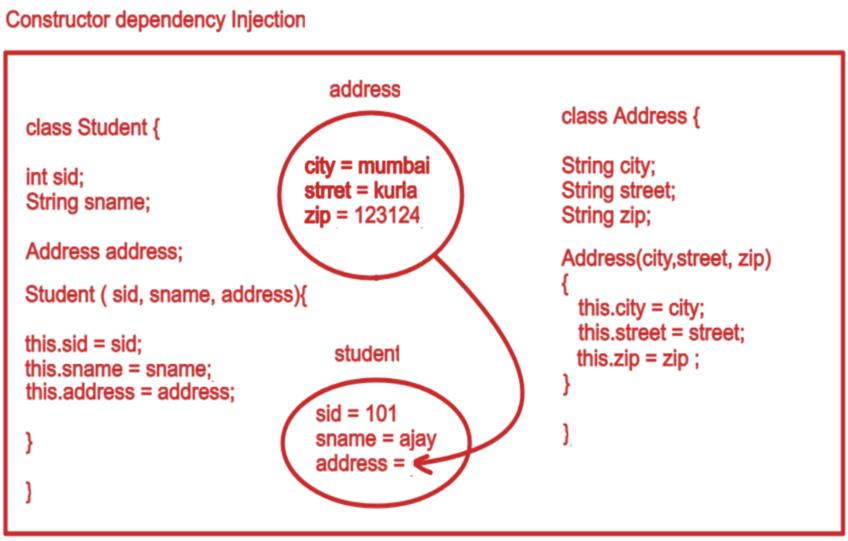 Constructor dependency Injection
class Student {
int sid;
String sname;
Address address;
Student ( sid, sname, address){
this.sid = sid;
this.sname = sname;
this.address = address;
}
}
address
city = mumbai
strret = kurla
zip = 123124
student
sid = 101
sname = ajay
address =
class Address {
String city;
String street;
String zip;
Address(city,street, zip)
{
this.city = city;
this.street = street;
this.zip = zip ;
}
}